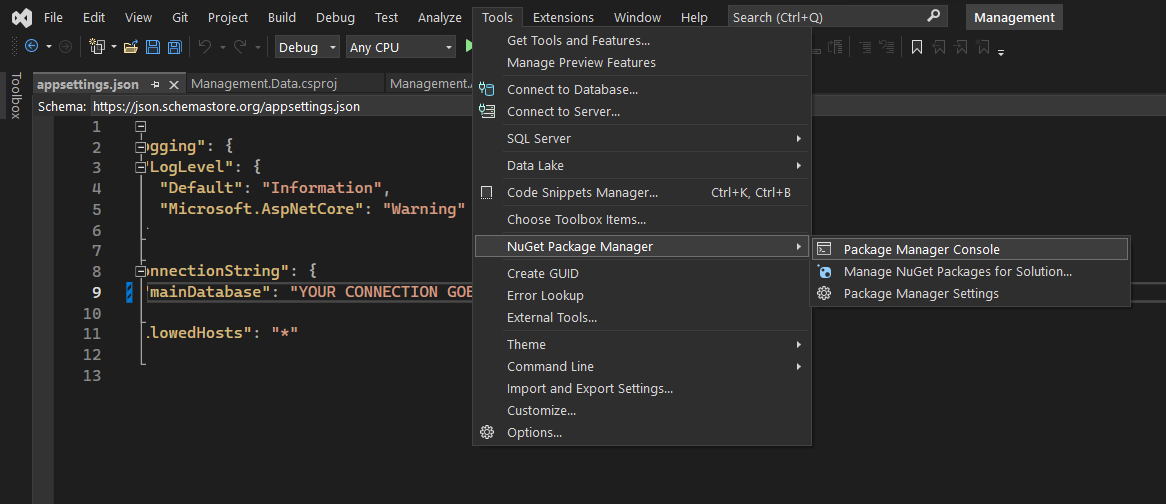 File Edit View Git Project Build Debug Test Analyze Tools Extensions Window Help Search (Ctrl+Q) Management
Debug Any CPU
Toolbox
appsettings.json Management.Data.csproj Management.
Schema: https://json.schemastore.org/appsettings.json
1
2 ogging": {
3 "LogLevel": {
4 "Default": "Information",
5 "Microsoft.AspNetCore": "Warning"
6
7
8 onnectionString": {
9 "mainDatabase": "YOUR CONNECTION GOE
10
11 .lowedHosts": "*"
12
13
Get Tools and Features...
Manage Preview Features
Connect to Database...
Connect to Server...
SQL Server
Data Lake
Code Snippets Manager... Ctrl+K, Ctrl+B
Choose Toolbox Items...
NuGet Package Manager
Create GUID
Error Lookup
External Tools...
Theme
Command Line
Import and Export Settings...
Customize...
Options...
Package Manager Console
Manage NuGet Packages for Solution...
Package Manager Settings